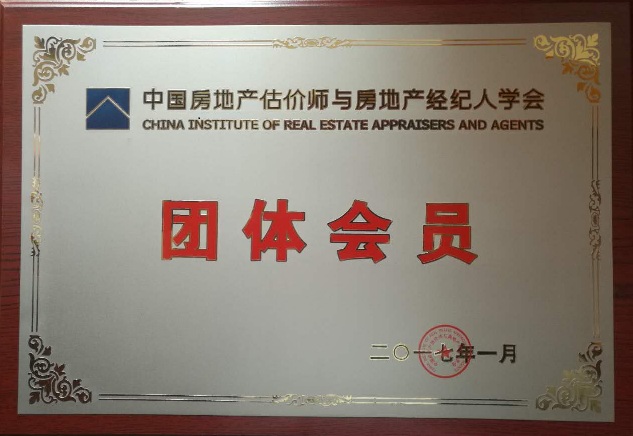 中国房地产估价师与房地产经纪人学会
CHINA INSTITUTE OF REAL ESTATE APPRAISERS AND AGENTS
团体会员
二〇一七年一月